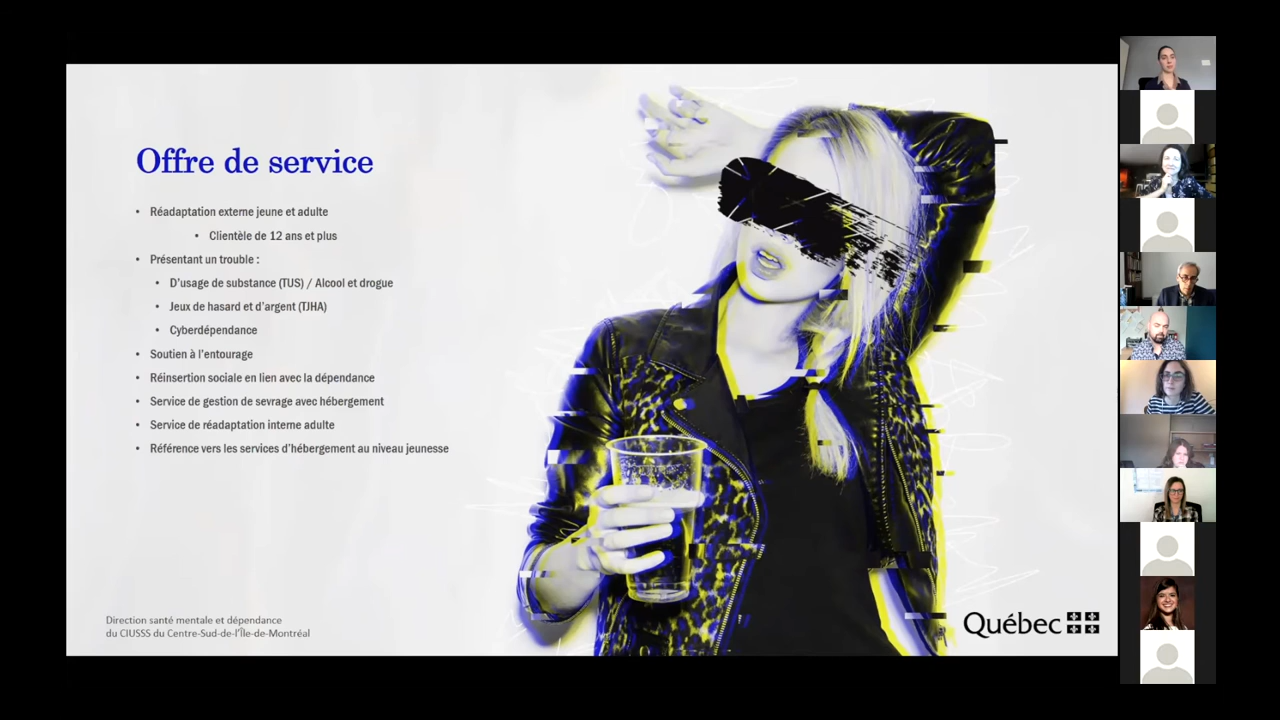 Offre de service
• Réadaptation externe jeune et adulte
• Clientèle de 12 ans et plus
• Présentant un trouble :
• D'usage de substance (TUS) / Alcool et drogue
• Jeux de hasard et d'argent (TJHA)
• Cyberdépendance
• Soutien à l'entourage
• Réinsertion sociale en lien avec la dépendance
• Service de gestion de sevrage avec hébergement
• Service de réadaptation interne adulte
• Référence vers les services d'hébergement au niveau jeunesse
Direction santé mentale et dépendance
du CIUSSS du Centre-Sud-de-l'Île-de-Montréal
Québec